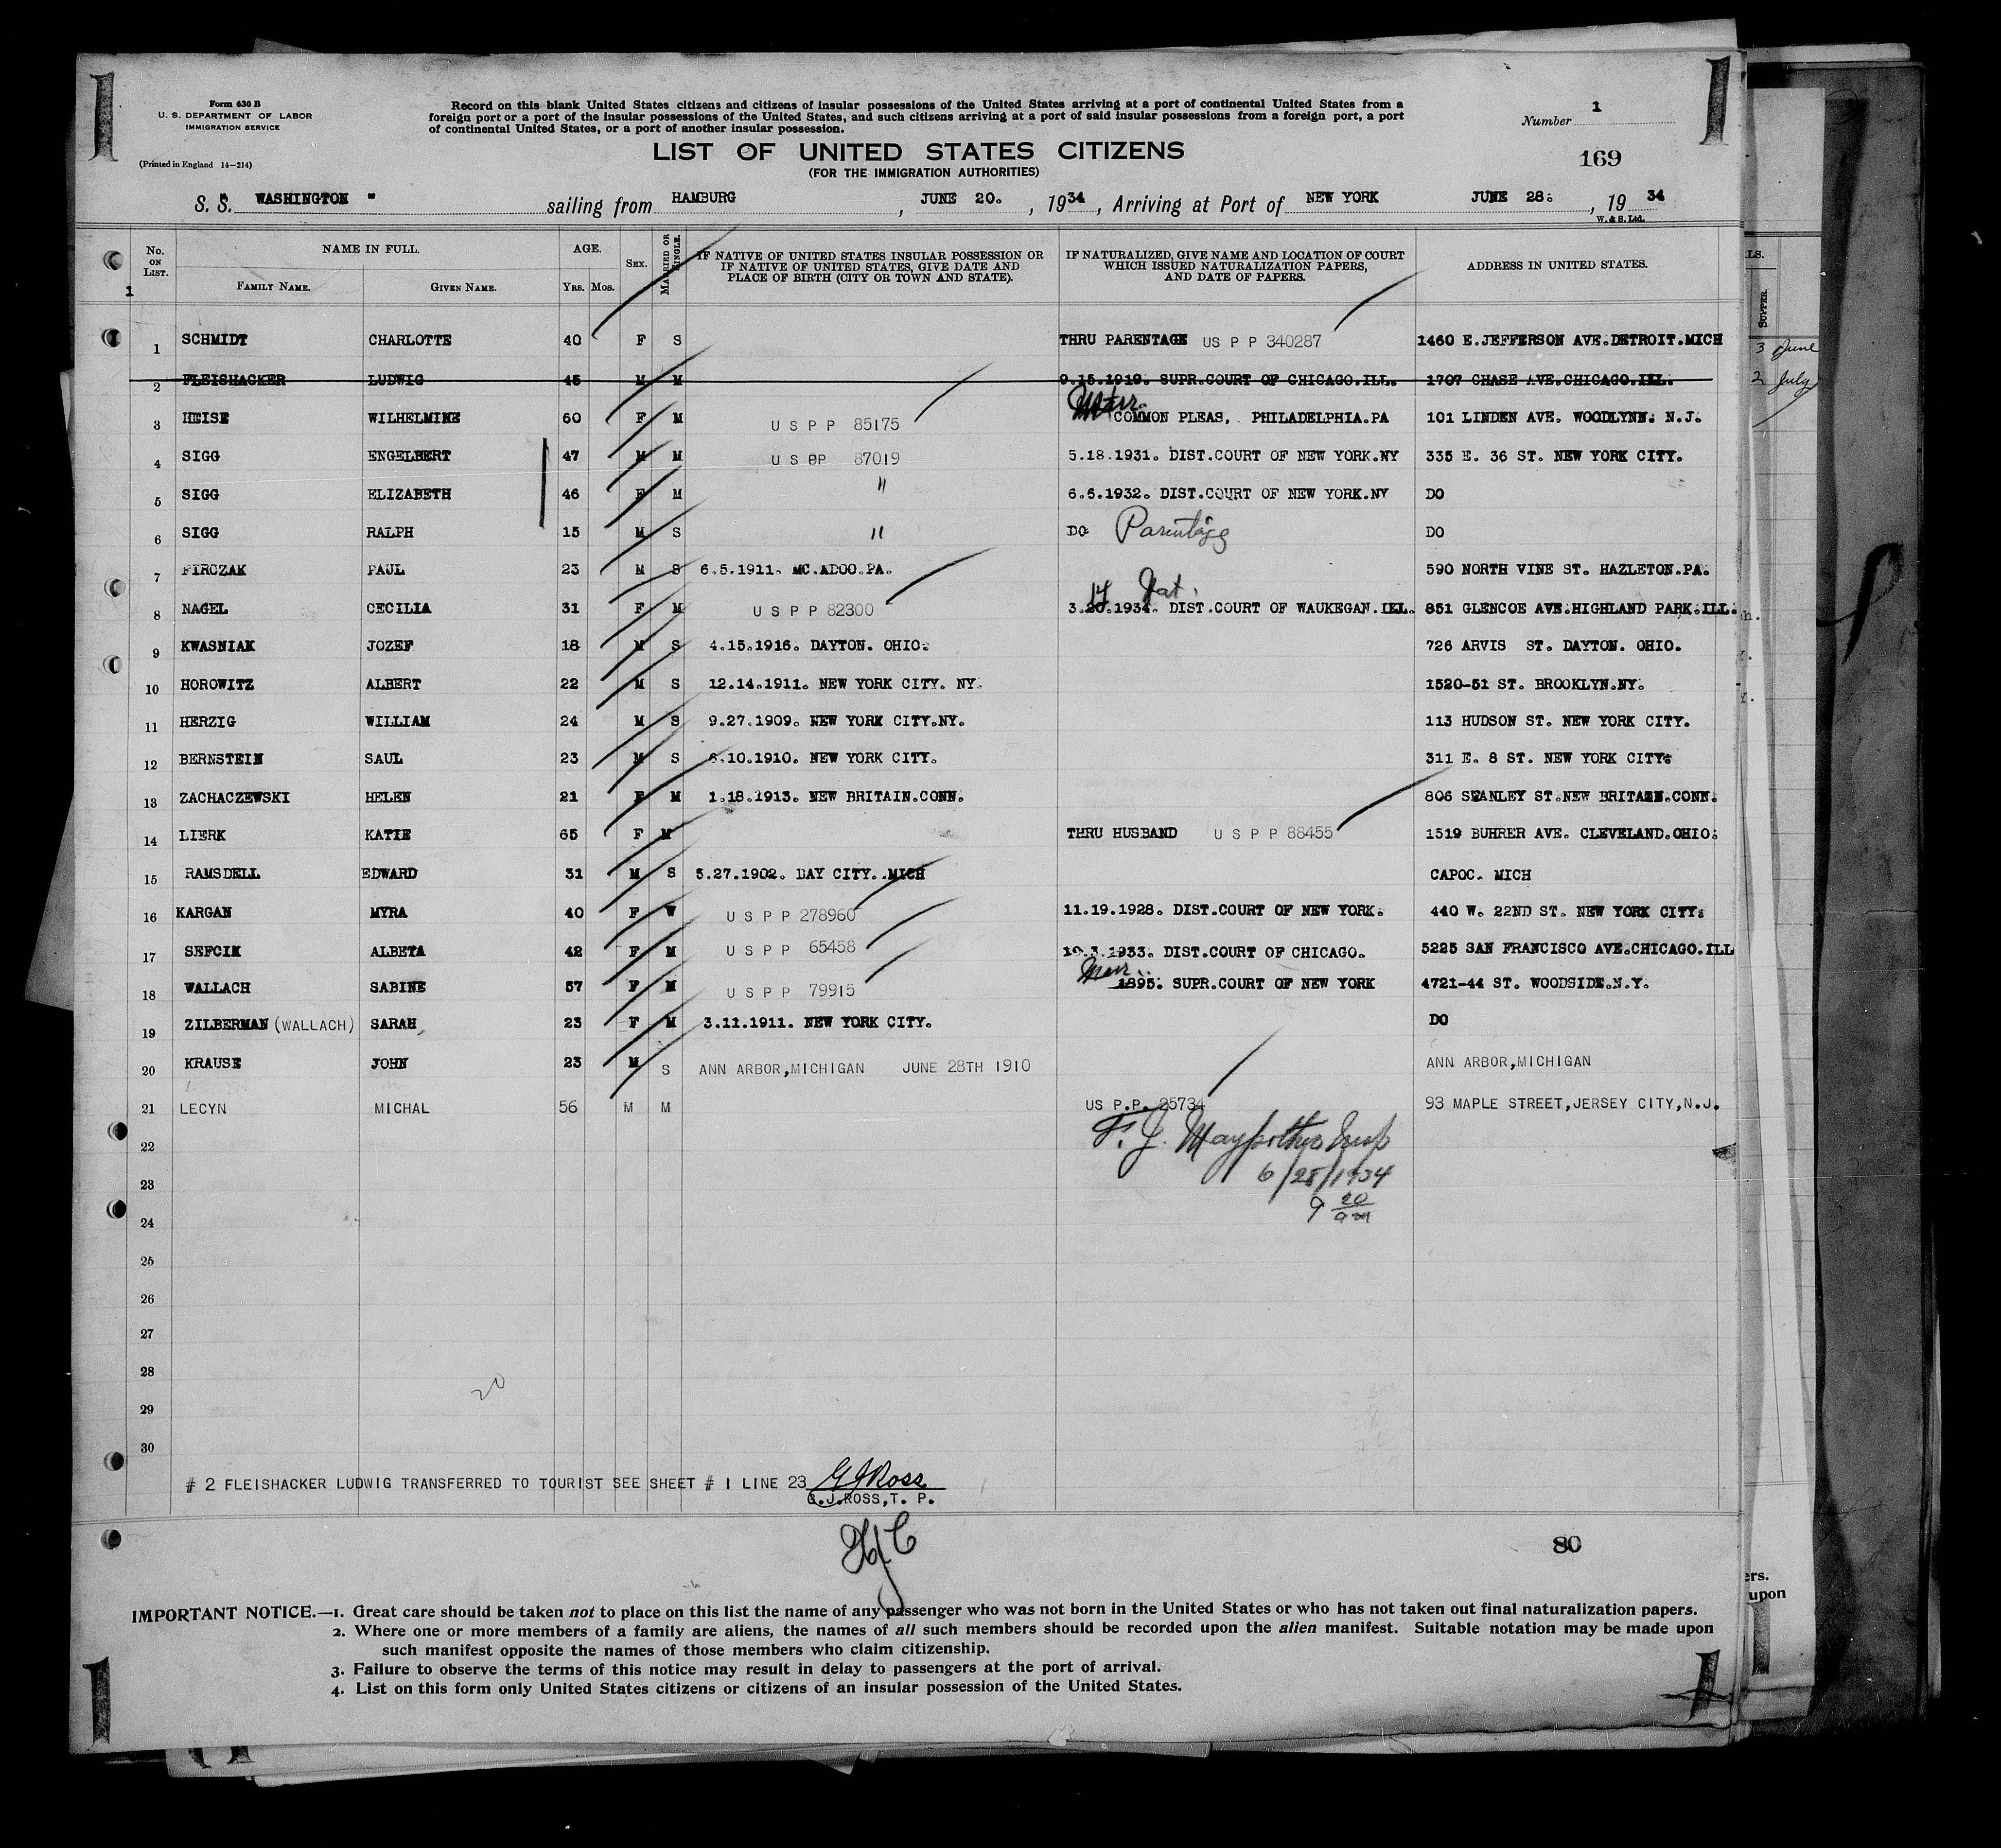 Form 630 B
U. S. DEPARTMENT OF LABOR
IMMIGRATION SERVICE
(Printed in England 14—214)
Record on this blank United States citizens and citizens of insular possessions of the United States arriving at a port of continental United States from a
foreign port or a port of the insular possessions of the United States, and such citizens arriving at a port of said insular possessions from a foreign port, a port
of continental United States, or a port of another insular possession.
Number 1
LIST OF UNITED STATES CITIZENS
(FOR THE IMMIGRATION AUTHORITIES)
169
S. S. " WASHINGTON " sailing from HAMBURG , JUNE 20. , 1934 , Arriving at Port of NEW YORK JUNE 28. , 19 34
W. & S. Ltd.
No. ON LIST. NAME IN FULL. AGE. SEX. MARRIED OR SINGLE. IF NATIVE OF UNITED STATES INSULAR POSSESSION OR IF NATIVE OF UNITED STATES, GIVE DATE AND PLACE OF BIRTH (CITY OR TOWN AND STATE). IF NATURALIZED, GIVE NAME AND LOCATION OF COURT WHICH ISSUED NATURALIZATION PAPERS, AND DATE OF PAPERS. ADDRESS IN UNITED STATES.
1 FAMILY NAME. GIVEN NAME. YRS. MOS.
1 SCHMIDT CHARLOTTE 40 F S THRU PARENTAGE US P P 340287 1460 E.JEFFERSON AVE.DETROIT.MICH
2 FLEISHACKER LUDWIG 45 M M 9.15.1919. SUPR.COURT OF CHICAGO.ILL. 1707 CHASE AVE.CHICAGO.ILL.
3 HEISE WILHELMINE 60 F M U S P P 85175 Marr. COMMON PLEAS, PHILADELPHIA.PA 101 LINDEN AVE. WOODLYNN. N.J.
4 SIGG ENGELBERT 47 M M U S PP 87019 5.18.1931. DIST.COURT OF NEW YORK.NY 335 E. 36 ST. NEW YORK CITY.
5 SIGG ELIZABETH 46 F M " 6.6.1932. DIST.COURT OF NEW YORK.NY DO
6 SIGG RALPH 15 M S " DO Parentage DO
7 FIRCZAK PAUL 23 M S 6.5.1911. MC.ADOO.PA. 590 NORTH VINE ST. HAZLETON.PA.
8 NAGEL CECILIA 31 F M U S P P 82300 17 Nat. 3.20.1934. DIST.COURT OF WAUKEGAN.ILL. 851 GLENCOE AVE.HIGHLAND PARK.ILL.
9 KWASNIAK JOZEF 18 M S 4.15.1916. DAYTON. OHIO. 726 ARVIS ST. DAYTON. OHIO.
10 HOROWITZ ALBERT 22 M S 12.14.1911. NEW YORK CITY. NY. 1520-51 ST. BROOKLYN.NY.
11 HERZIG WILLIAM 24 M S 9.27.1909. NEW YORK CITY.NY. 113 HUDSON ST. NEW YORK CITY.
12 BERNSTEIN SAUL 23 M S 6.10.1910. NEW YORK CITY. 311 E. 8 ST. NEW YORK CITY.
13 ZACHACZEWSKI HELEN 21 F M 1.18.1913. NEW BRITAIN.CONN. 806 STANLEY ST.NEW BRITAIN.CONN.
14 LIERK KATIE 65 F M THRU HUSBAND U S P P 88455 1519 BUHRER AVE. CLEVELAND.OHIO.
15 RAMSDELL EDWARD 31 M S 5.27.1902. BAY CITY. MICH CAPOC. MICH
16 KARGAN MYRA 40 F W U S P P 278960 11.19.1928. DIST.COURT OF NEW YORK. 440 W. 22ND ST. NEW YORK CITY.
17 SEFCIK ALBETA 42 F M U S P P 65458 10.3.1933. DIST.COURT OF CHICAGO. 5225 SAN FRANCISCO AVE.CHICAGO.ILL
18 WALLACH SABINE 57 F M U S P P 79915 Marr. 1895. SUPR.COURT OF NEW YORK 4721-44 ST. WOODSIDE.N.Y.
19 ZILBERMAN (WALLACH) SARAH 23 F M 3.11.1911. NEW YORK CITY. DO
20 KRAUSE JOHN 23 M S ANN ARBOR,MICHIGAN JUNE 28TH 1910 ANN ARBOR,MICHIGAN
21 LECYN MICHAL 56 M M US P.P. 25734 93 MAPLE STREET,JERSEY CITY,N.J.
22
6/28/1934
23
9 20 am
24
25
26
27
28
20
29
30
# 2 FLEISHACKER LUDWIG TRANSFERRED TO TOURIST SEE SHEET # 1 LINE 23 G J Ross
G.J.ROSS,T. P.
80
IMPORTANT NOTICE.—1. Great care should be taken not to place on this list the name of any passenger who was not born in the United States or who has not taken out final naturalization papers.
2. Where one or more members of a family are aliens, the names of all such members should be recorded upon the alien manifest. Suitable notation may be made upon
such manifest opposite the names of those members who claim citizenship.
3. Failure to observe the terms of this notice may result in delay to passengers at the port of arrival.
4. List on this form only United States citizens or citizens of an insular possession of the United States.
LS.
SUPPER.
3 June
2 July
ers.
upon